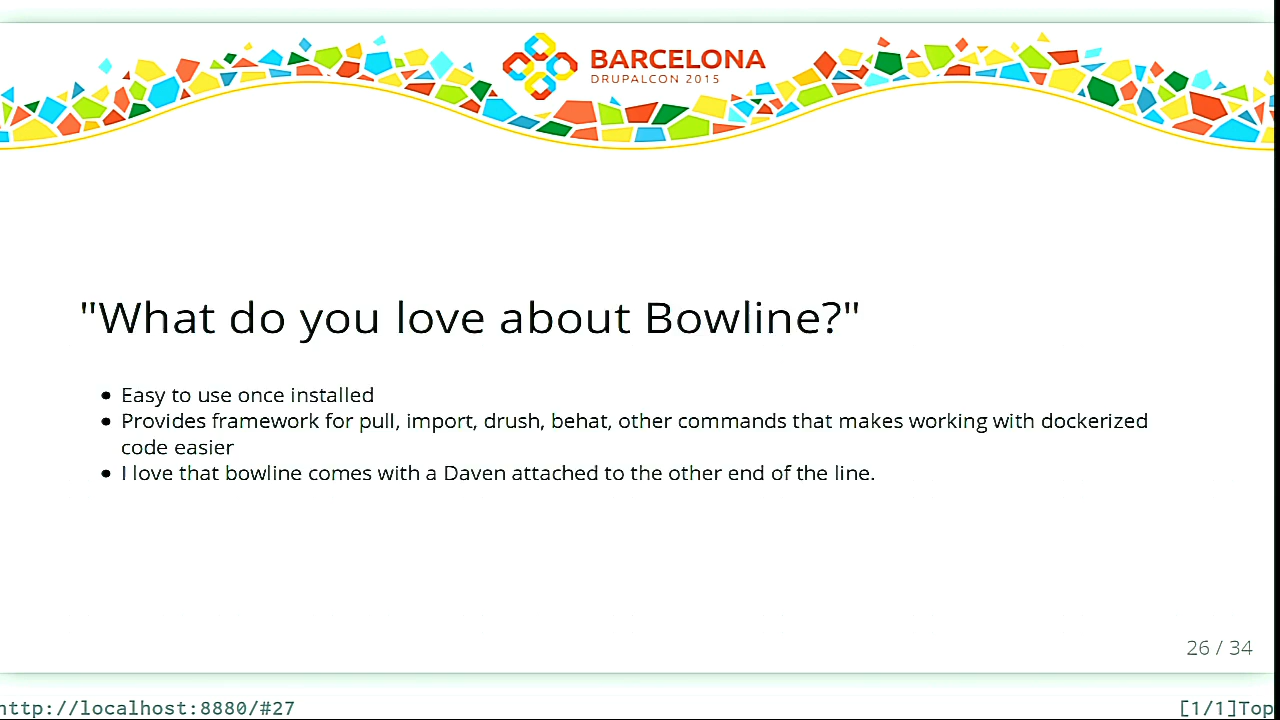 BARCELONA
DRUPALCON 2015
"What do you love about Bowline?"
Easy to use once installed
Provides framework for pull, import, drush, behat, other commands that makes working with dockerized
code easier
I love that bowline comes with a Daven attached to the other end of the line.
26 / 34
http://localhost:8880/#27
[1/1]Top